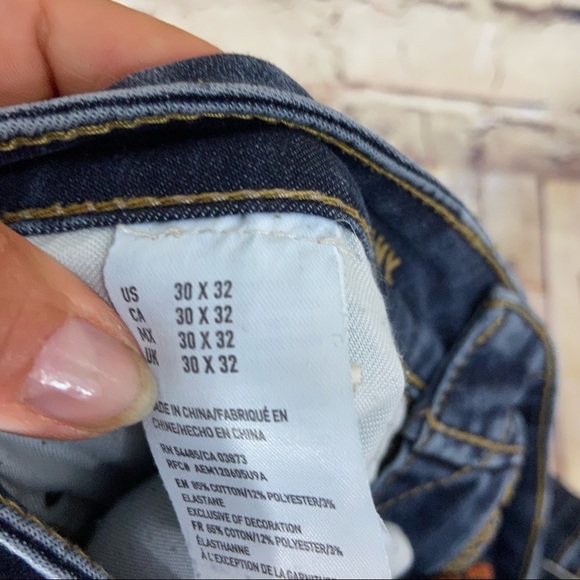 US 30 X 32
CA 30 X 32
MX 30 X 32
UK 30 X 32
MADE IN CHINA/FABRIQUÉ EN
CHINE/HECHO EN CHINA
RN 54485/CA 03873
RFC# AEM120605U9A
EN 85% COTTON/12% POLYESTER/3%
ELASTANE
EXCLUSIVE OF DECORATION
FR 85% COTON/12% POLYESTER/3%
ÉLASTHANNE
À L'EXCEPTION DE LA GARNITURE